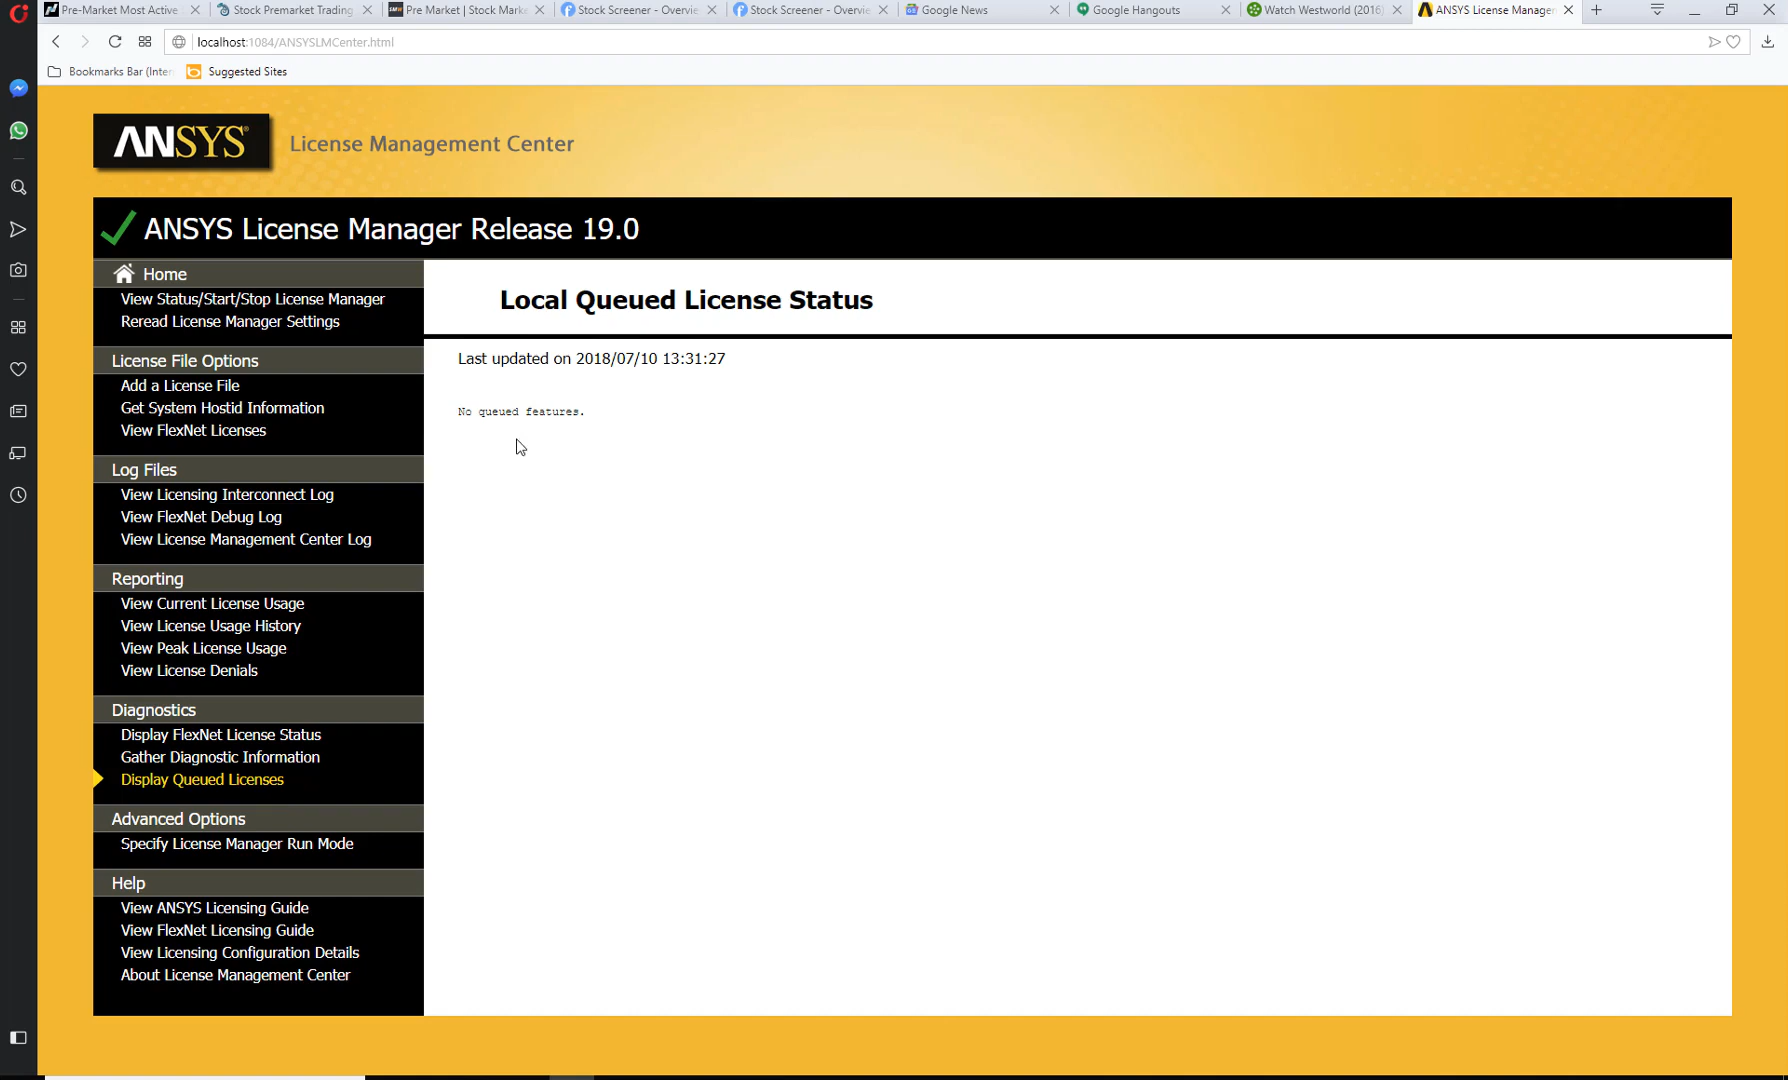 Pre-Market Most Active
Stock Premarket Trading
Pre Market | Stock Mark
Stock Screener - Overvie
Stock Screener - Overvie
Google News
Google Hangouts
Watch Westworld (2016)
ANSYS License Manager
localhost:1084/ANSYSLMCenter.html
Bookmarks Bar (Inter
Suggested Sites
ANSYS®
License Management Center
ANSYS License Manager Release 19.0
Home
View Status/Start/Stop License Manager
Reread License Manager Settings
License File Options
Add a License File
Get System Hostid Information
View FlexNet Licenses
Log Files
View Licensing Interconnect Log
View FlexNet Debug Log
View License Management Center Log
Reporting
View Current License Usage
View License Usage History
View Peak License Usage
View License Denials
Diagnostics
Display FlexNet License Status
Gather Diagnostic Information
Display Queued Licenses
Advanced Options
Specify License Manager Run Mode
Help
View ANSYS Licensing Guide
View FlexNet Licensing Guide
View Licensing Configuration Details
About License Management Center
Local Queued License Status
Last updated on 2018/07/10 13:31:27
No queued features.